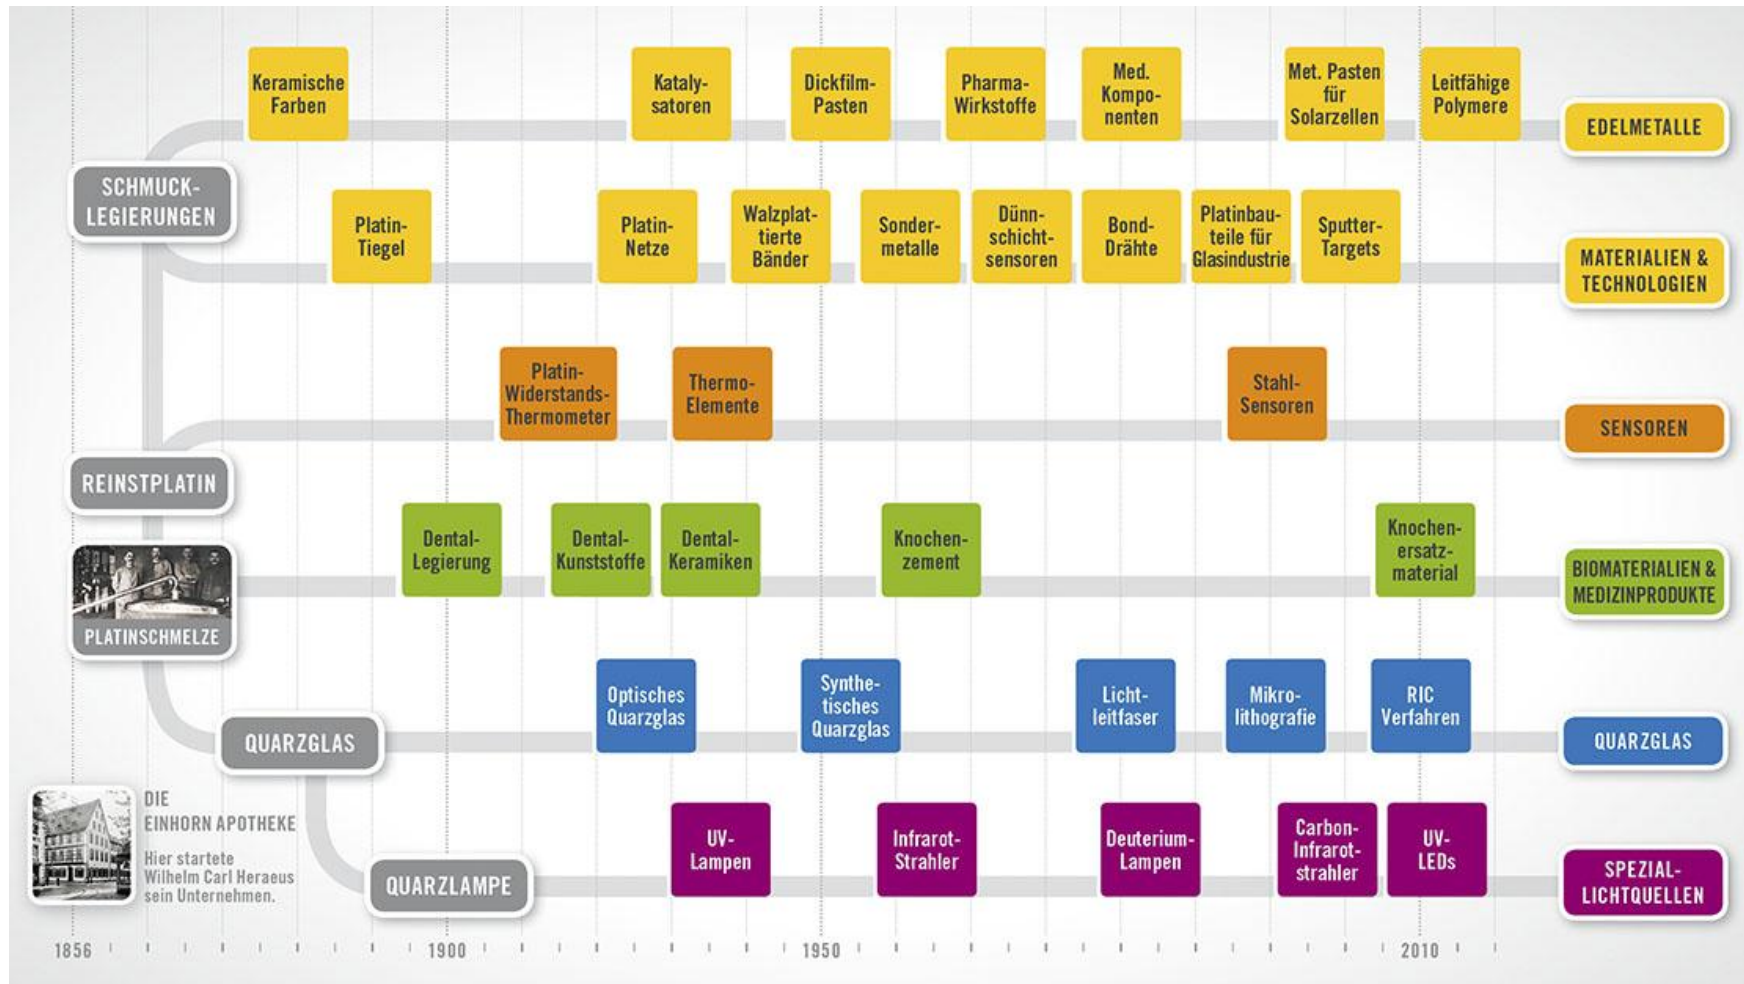 Keramische
Farben
Kataly-
satoren
Dickfilm-
Pasten
Pharma-
Wirkstoffe
Med.
Kompo-
nenten
Met. Pasten
für
Solarzellen
Leitfähige
Polymere
EDELMETALLE
SCHMUCK-
LEGIERUNGEN
Platin-
Tiegel
Platin-
Netze
Walzplat-
tierte
Bänder
Sonder-
metalle
Dünn-
schicht-
sensoren
Bond-
Drähte
Platinbau-
teile für
Glasindustrie
Sputter-
Targets
MATERIALIEN &
TECHNOLOGIEN
Platin-
Widerstands-
Thermometer
Thermo-
Elemente
Stahl-
Sensoren
SENSOREN
REINSTPLATIN
Dental-
Legierung
Dental-
Kunststoffe
Dental-
Keramiken
Knochen-
zement
Knochen-
ersatz-
material
BIOMATERIALIEN &
MEDIZINPRODUKTE
PLATINSCHMELZE
Optisches
Quarzglas
Synthe-
tisches
Quarzglas
Licht-
leitfaser
Mikro-
lithografie
RIC
Verfahren
QUARZGLAS
QUARZGLAS
DIE
EINHORN APOTHEKE
Hier startete
Wilhelm Carl Heraeus
sein Unternehmen.
QUARZLAMPE
UV-
Lampen
Infrarot-
Strahler
Deuterium-
Lampen
Carbon-
Infrarot-
strahler
UV-
LEDs
SPEZIAL-
LICHTQUELLEN
1856
1900
1950
2010